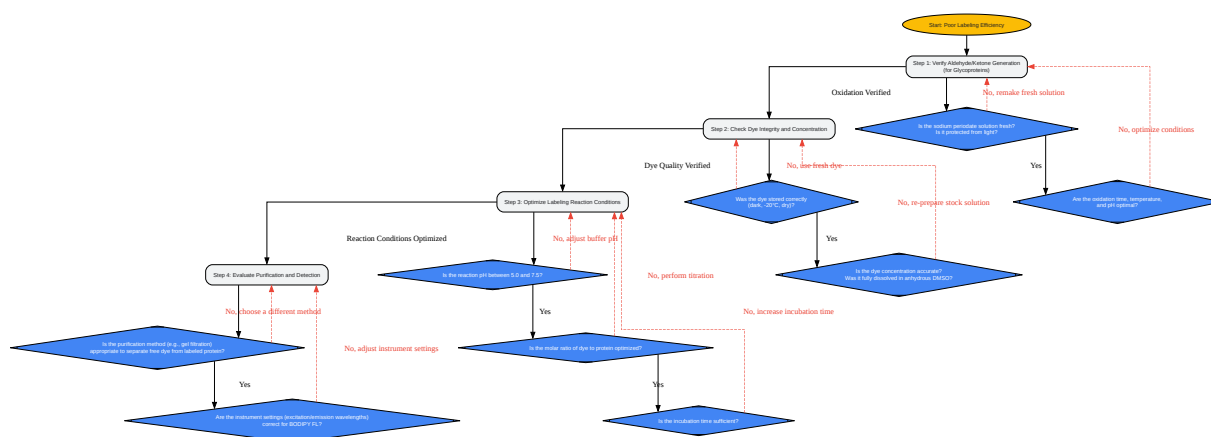 Start: Poor Labeling Efficiency
Step 1: Verify Aldehyde/Ketone Generation
(for Glycoproteins)
Oxidation Verified
No, remake fresh solution
Is the sodium periodate solution fresh?
Is it protected from light?
No, optimize conditions
Yes
Are the oxidation time, temperature,
and pH optimal?
Step 2: Check Dye Integrity and Concentration
Dye Quality Verified
No, use fresh dye
Was the dye stored correctly
(dark, -20°C, dry)?
No, re-prepare stock solution
Yes
Is the dye concentration accurate?
Was it fully dissolved in anhydrous DMSO?
Step 3: Optimize Labeling Reaction Conditions
Reaction Conditions Optimized
No, adjust buffer pH
Is the reaction pH between 5.0 and 7.5?
No, perform titration
Yes
No, increase incubation time
Is the molar ratio of dye to protein optimized?
Yes
Is the incubation time sufficient?
Step 4: Evaluate Purification and Detection
No, choose a different method
Is the purification method (e.g., gel filtration)
appropriate to separate free dye from labeled protein?
No, adjust instrument settings
Yes
Are the instrument settings (excitation/emission wavelengths)
correct for BODIPY FL?